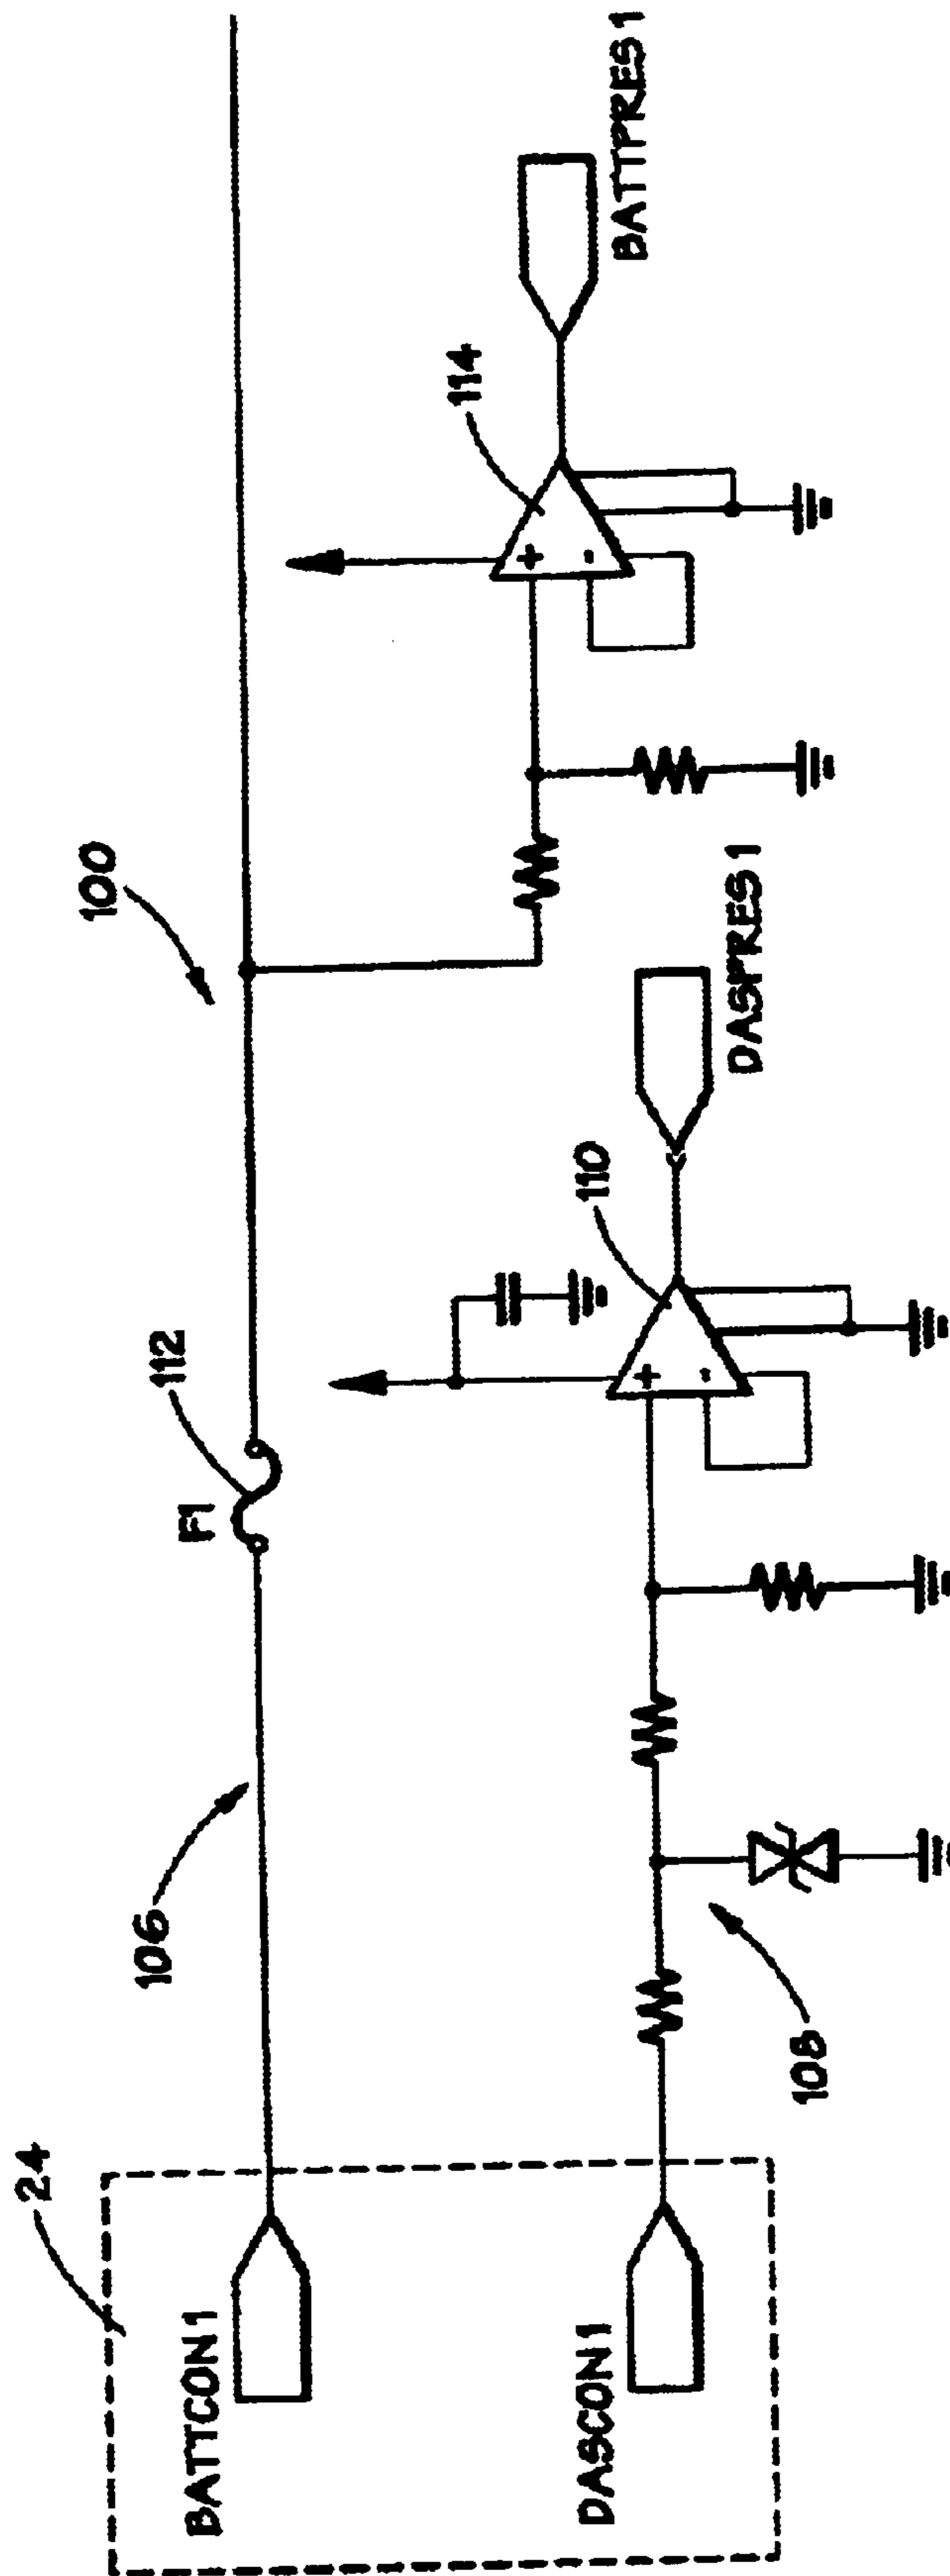 24
BATTCON1
DASCON1
106
108
F1
112
110
DASPRES1
100
114
BATTPRES1
+
-
+
-